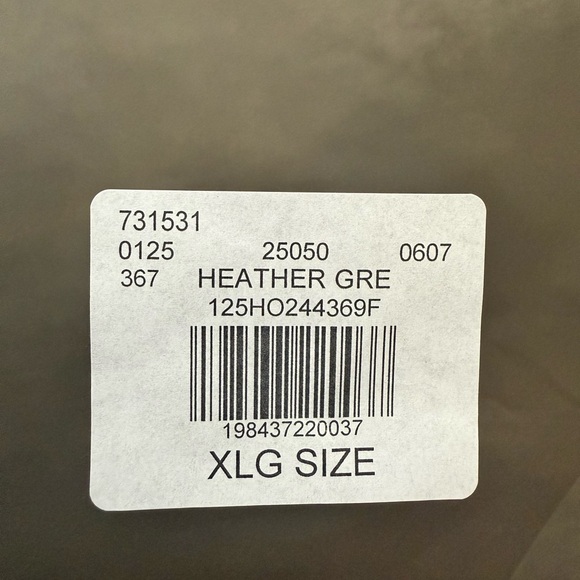 731531
0125 25050 0607
367 HEATHER GRE
125HO244369F
198437220037
XLG SIZE